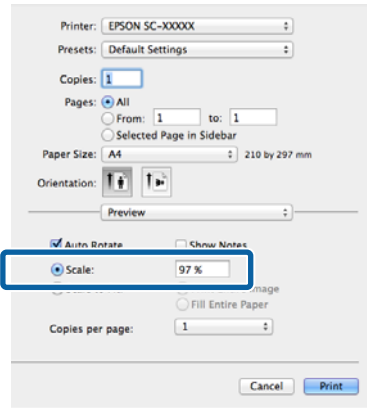 Printer: EPSON SC-XXXXX
Presets: Default Settings
Copies: 1
Pages: All
From: 1 to: 1
Selected Page in Sidebar
Paper Size: A4 210 by 297 mm
Orientation:
Preview
Auto Rotate Show Notes
Scale: 97 %
Fill Entire Paper
Copies per page: 1
Cancel Print